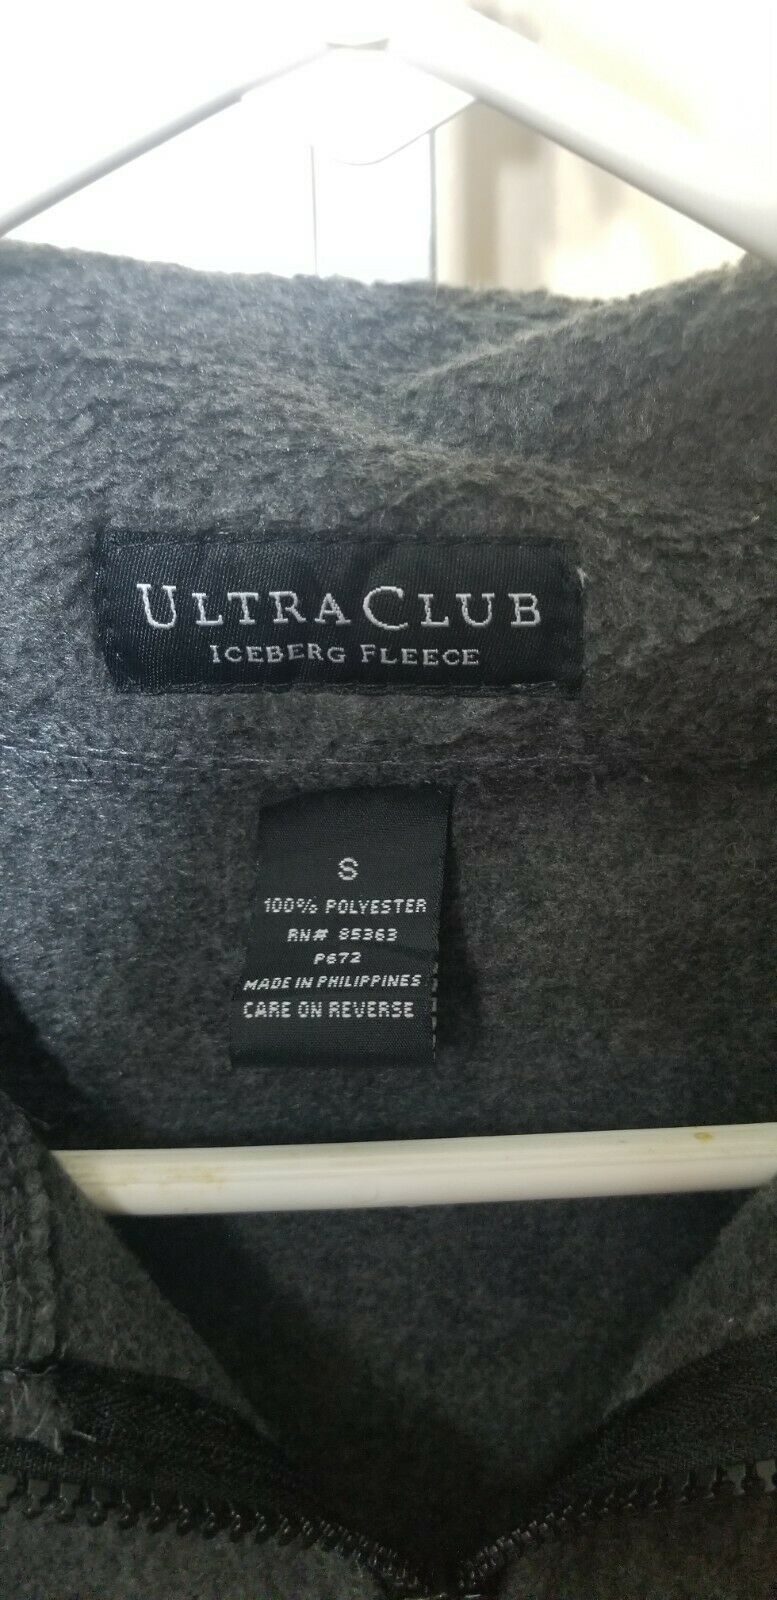 ULTRACLUB
ICEBERG FLEECE
S
100% POLYESTER
RN# 85363
P672
MADE IN PHILIPPINES
CARE ON REVERSE